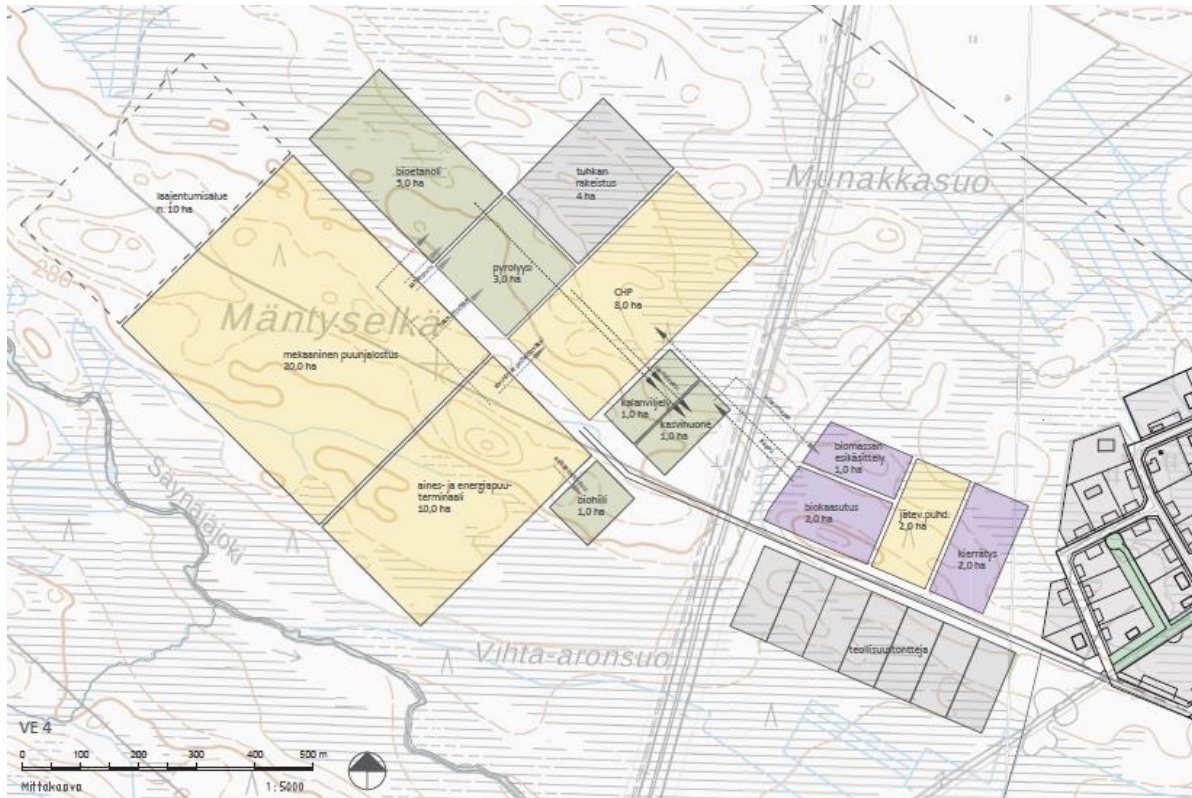 Munakkasuo
bioetanoli
5,0 ha
tuhkan
rakeistus
4 ha
laajentumisalue
n. 10 ha
280
pyrolyysi
3,0 ha
CHP
8,0 ha
Mäntyselkä
mekaaninen puunjalostus
20,0 ha
kalanviljely
1,0 ha
kasvihuone
1,0 ha
biomassan
esikäsittely
1,0 ha
aines- ja energiapuu-
terminaali
10,0 ha
biohiili
1,0 ha
biokaasutus
2,0 ha
jätev.puhd.
2,0 ha
kierrätys
2,0 ha
Säynäjäjoki
Vihta-aronsuo
teollisuustontteja
VE 4
0 100 200 300 400 500 m
Mittakaava 1:5000